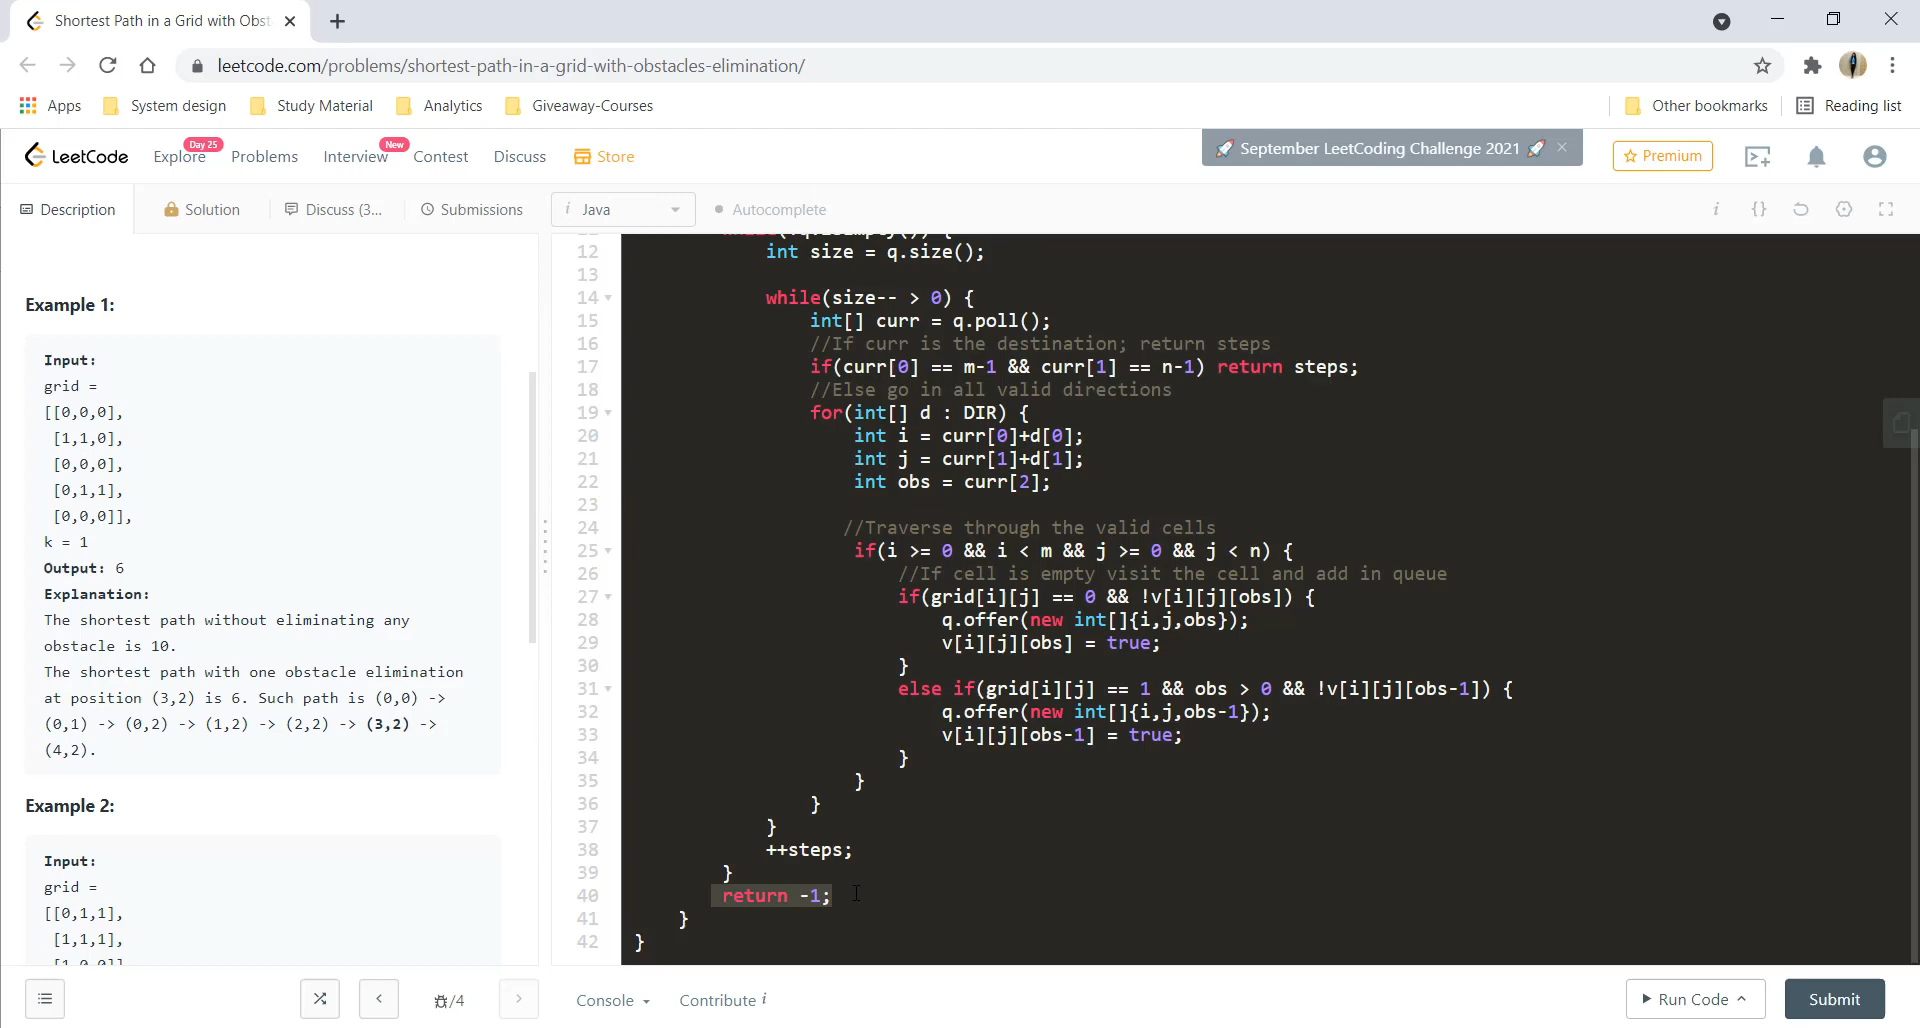 Shortest Path in a Grid with Obst
leetcode.com/problems/shortest-path-in-a-grid-with-obstacles-elimination/
Apps System design Study Material Analytics Giveaway-Courses Other bookmarks Reading list
LeetCode Explore Day 25 Problems Interview New Contest Discuss Store September LeetCoding Challenge 2021 Premium
Description Solution Discuss (3... Submissions i Java Autocomplete
Example 1:
Input:
grid =
[[0,0,0],
[1,1,0],
[0,0,0],
[0,1,1],
[0,0,0]],
k = 1
Output: 6
Explanation:
The shortest path without eliminating any
obstacle is 10.
The shortest path with one obstacle elimination
at position (3,2) is 6. Such path is (0,0) ->
(0,1) -> (0,2) -> (1,2) -> (2,2) -> (3,2) ->
(4,2).
Example 2:
Input:
grid =
[[0,1,1],
[1,1,1],
12 int size = q.size();
13
14 while(size-- > 0) {
15 int[] curr = q.poll();
16 //If curr is the destination; return steps
17 if(curr[0] == m-1 && curr[1] == n-1) return steps;
18 //Else go in all valid directions
19 for(int[] d : DIR) {
20 int i = curr[0]+d[0];
21 int j = curr[1]+d[1];
22 int obs = curr[2];
23
24 //Traverse through the valid cells
25 if(i >= 0 && i < m && j >= 0 && j < n) {
26 //If cell is empty visit the cell and add in queue
27 if(grid[i][j] == 0 && !v[i][j][obs]) {
28 q.offer(new int[]{i,j,obs});
29 v[i][j][obs] = true;
30 }
31 else if(grid[i][j] == 1 && obs > 0 && !v[i][j][obs-1]) {
32 q.offer(new int[]{i,j,obs-1});
33 v[i][j][obs-1] = true;
34 }
35 }
36 }
37 }
38 ++steps;
39 }
40 return -1;
41 }
42 }
/4 Console Contribute i Run Code Submit